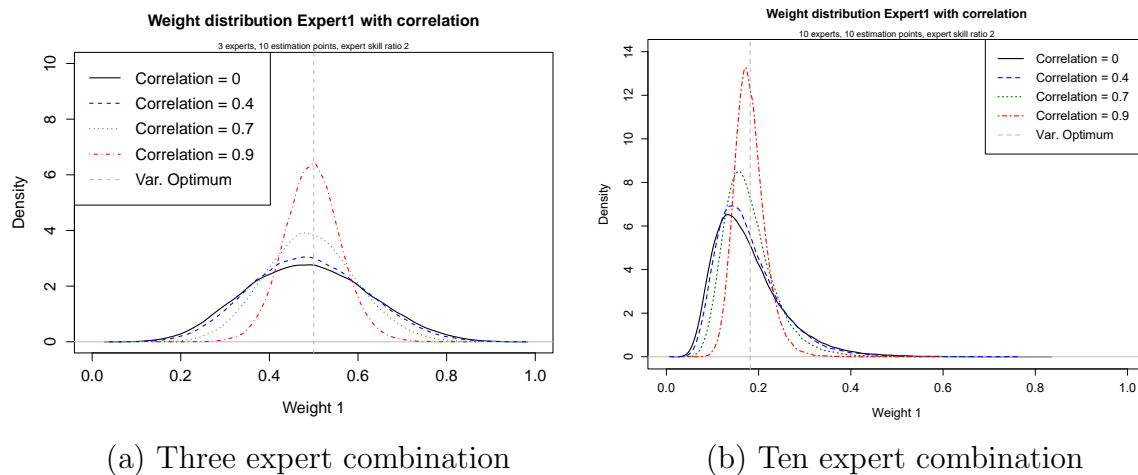 Weight distribution Expert1 with correlation
3 experts, 10 estimation points, expert skill ratio 2
Density
10
8
6
4
2
0
Correlation = 0
Correlation = 0.4
Correlation = 0.7
Correlation = 0.9
Var. Optimum
0.0 0.2 0.4 0.6 0.8 1.0
Weight 1
(a) Three expert combination
Weight distribution Expert1 with correlation
10 experts, 10 estimation points, expert skill ratio 2
Density
14
12
10
8
6
4
2
0
Correlation = 0
Correlation = 0.4
Correlation = 0.7
Correlation = 0.9
Var. Optimum
0.0 0.2 0.4 0.6 0.8 1.0
Weight 1
(b) Ten expert combination